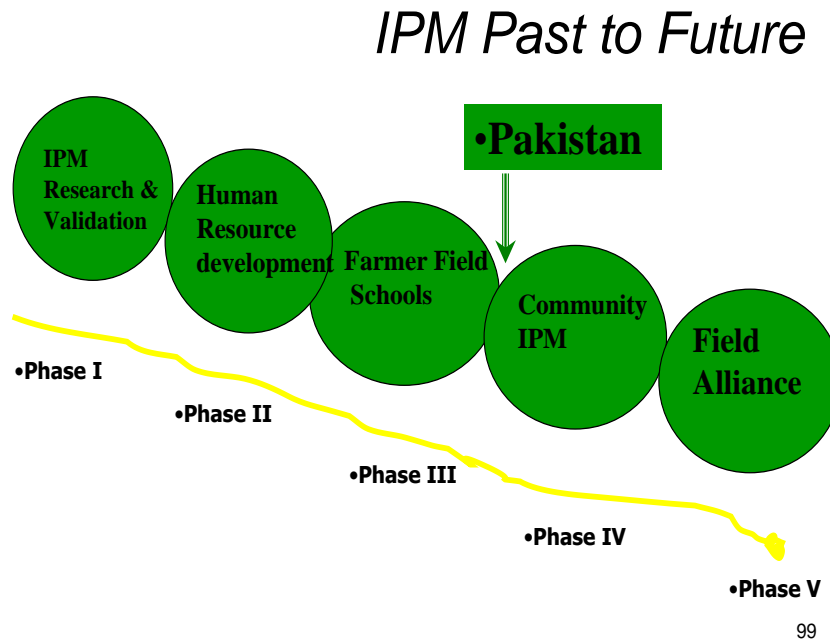 IPM Past to Future
•Pakistan
IPM
Research &
Validation
Human
Resource
development
Farmer Field
Schools
Community
IPM
Field
Alliance
•Phase I
•Phase II
•Phase III
•Phase IV
•Phase V
99